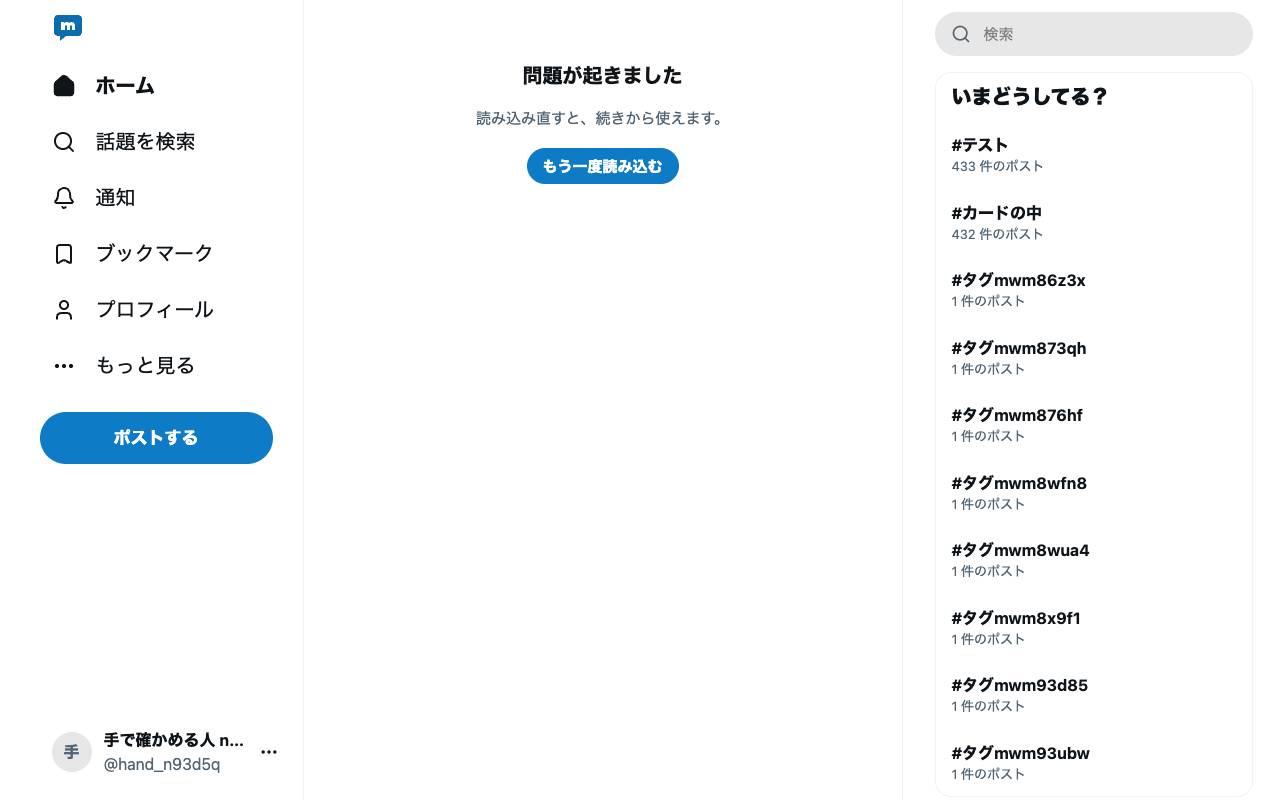 m
ホーム
話題を検索
通知
ブックマーク
プロフィール
もっと見る
ポストする
手
手で確かめる人 n...
@hand_n93d5q
問題が起きました
読み込み直すと、続きから使えます。
もう一度読み込む
検索
いまどうしてる？
#テスト
433 件のポスト
#カードの中
432 件のポスト
#タグmwm86z3x
1 件のポスト
#タグmwm873qh
1 件のポスト
#タグmwm876hf
1 件のポスト
#タグmwm8wfn8
1 件のポスト
#タグmwm8wua4
1 件のポスト
#タグmwm8x9f1
1 件のポスト
#タグmwm93d85
1 件のポスト
#タグmwm93ubw
1 件のポスト